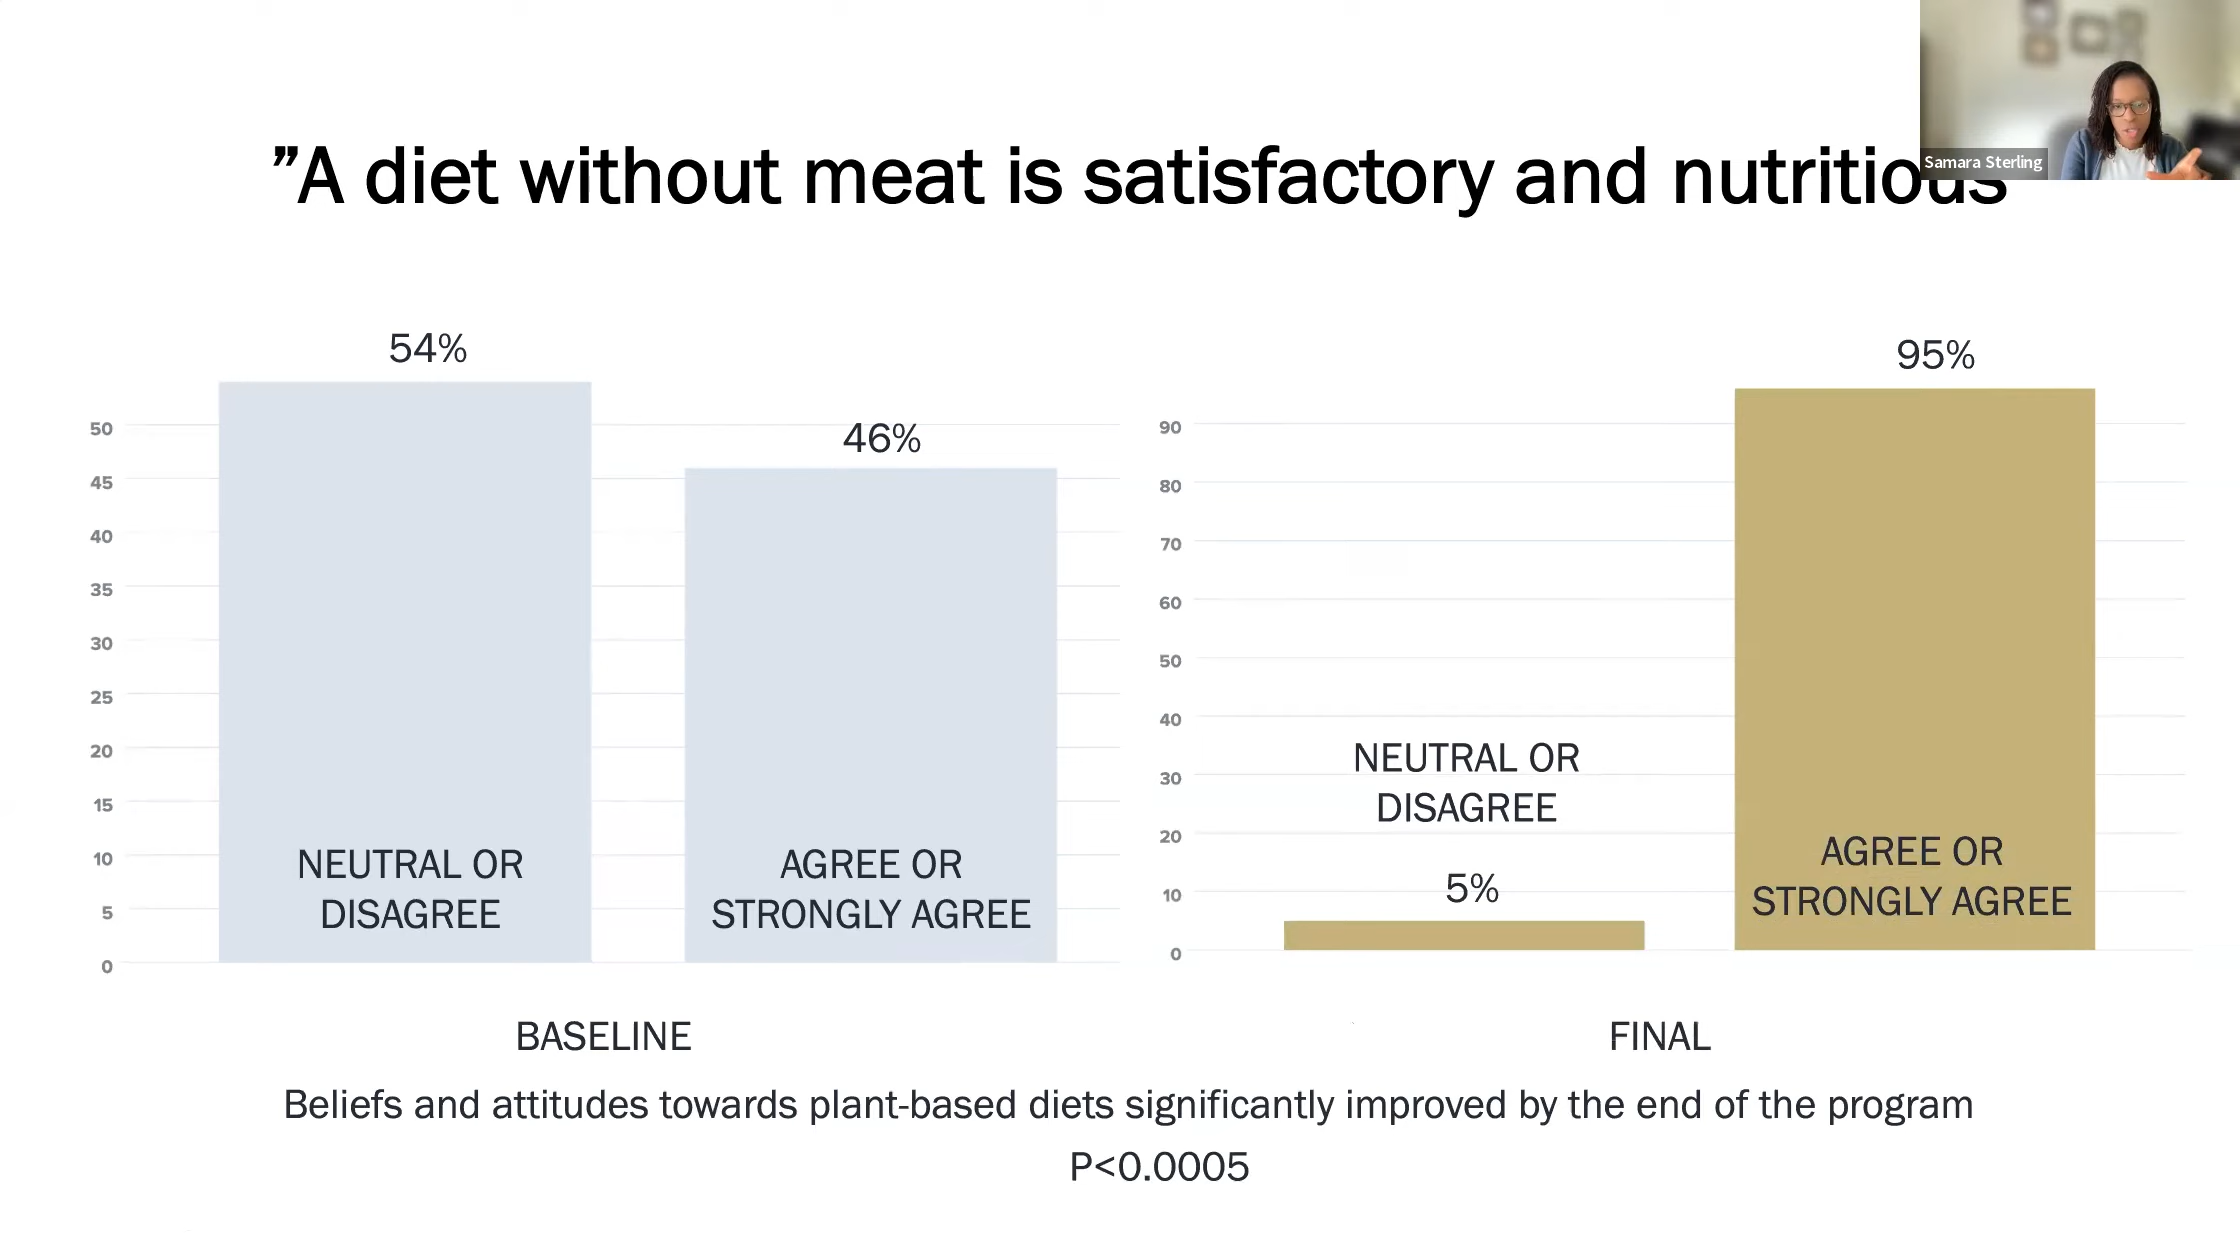 ”A diet without meat is satisfactory and nutritious
Samara Sterling
54%
46%
50
45
40
35
30
25
20
15
10
5
0
NEUTRAL OR
DISAGREE
AGREE OR
STRONGLY AGREE
BASELINE
95%
90
80
70
60
50
40
30
20
10
0
NEUTRAL OR
DISAGREE
5%
AGREE OR
STRONGLY AGREE
FINAL
Beliefs and attitudes towards plant-based diets significantly improved by the end of the program
P<0.0005